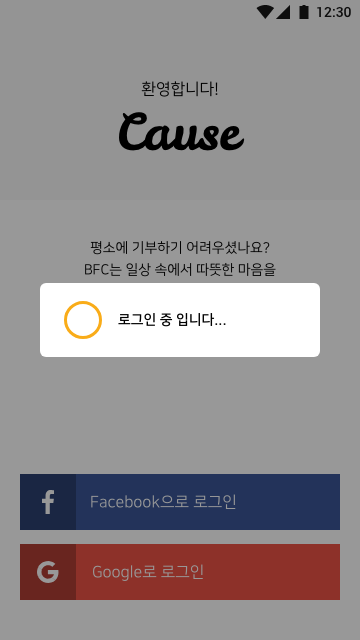 12:30
환영합니다!
Cause
평소에 기부하기 어려우셨나요?
BFC는 일상 속에서 따뜻한 마음을
로그인 중 입니다...
Facebook으로 로그인
Google로 로그인